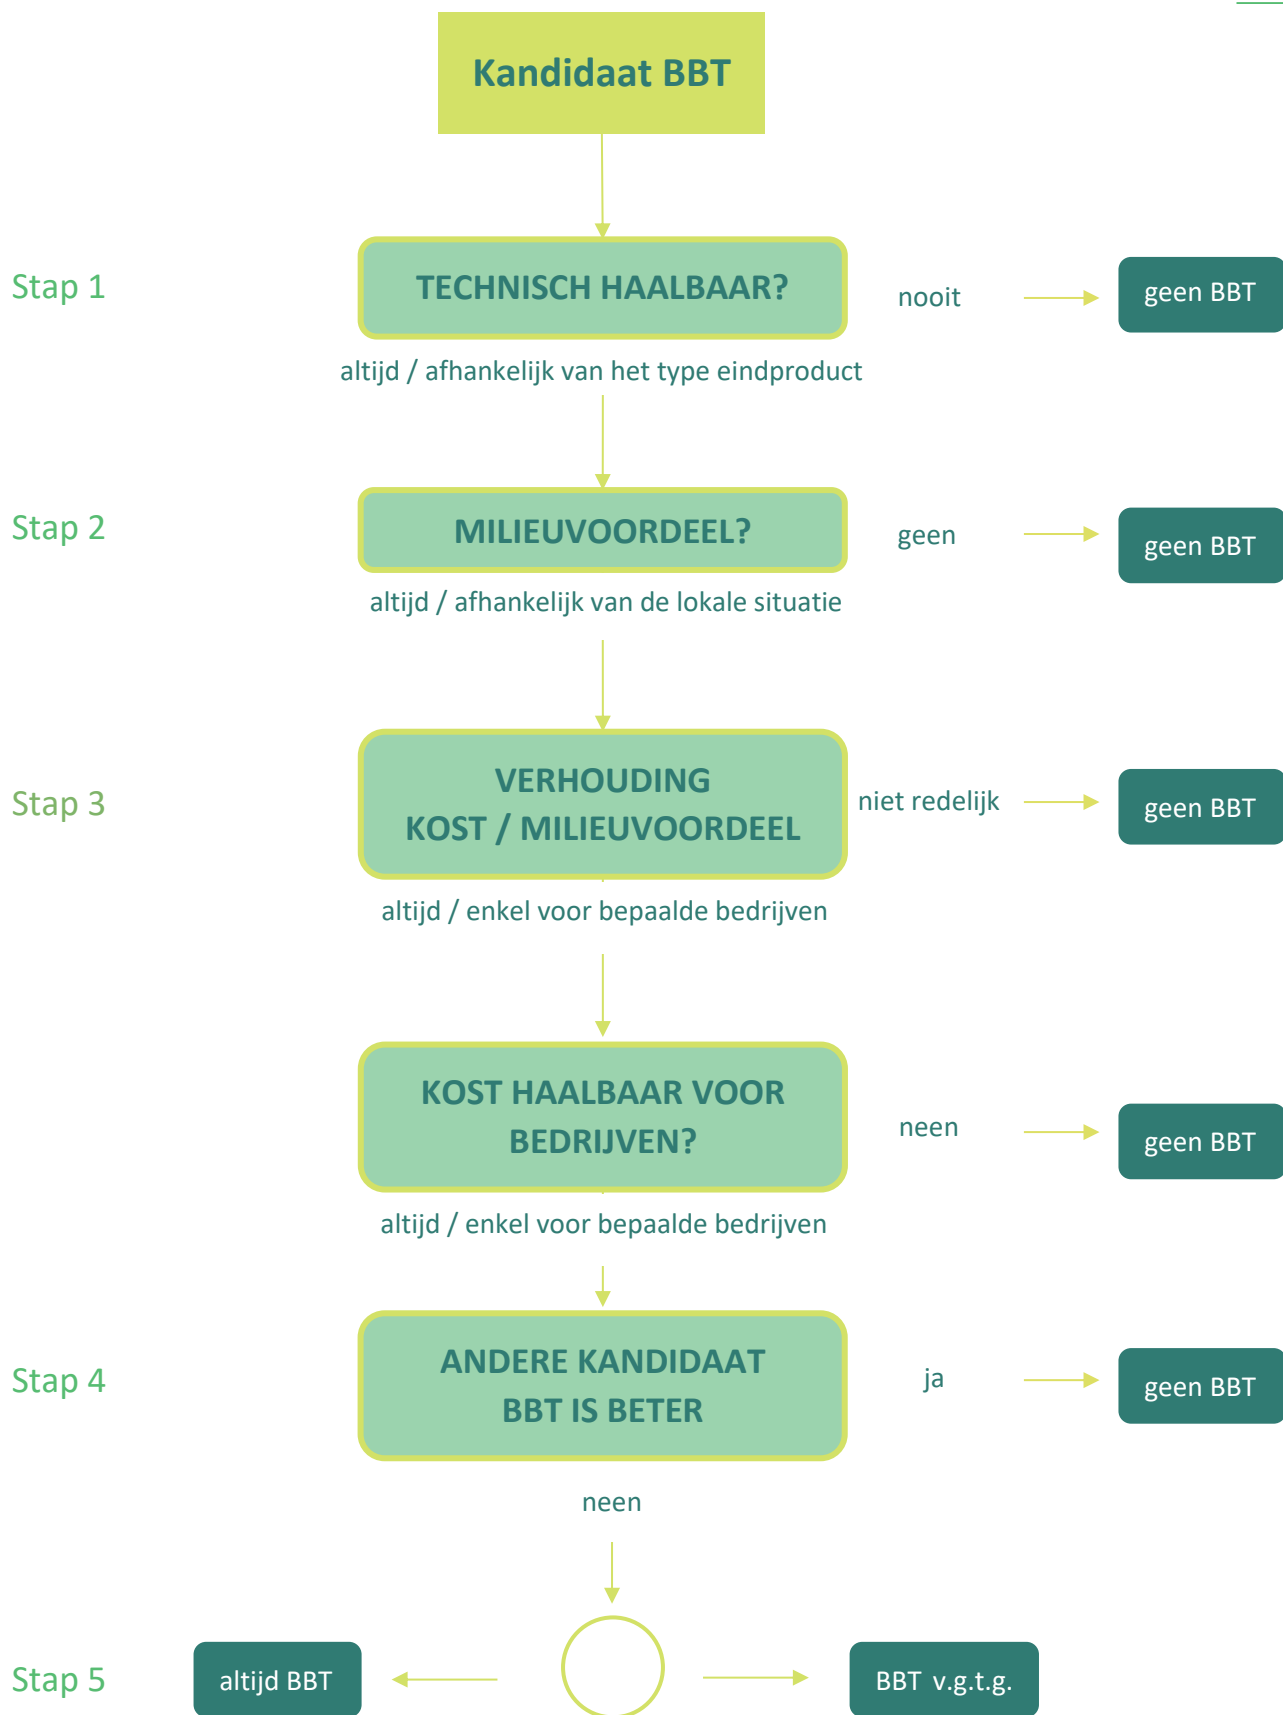 Kandidaat BBT
Stap 1
TECHNISCH HAALBAAR?
nooit
geen BBT
altijd / afhankelijk van het type eindproduct
Stap 2
MILIEUVOORDEEL?
geen
geen BBT
altijd / afhankelijk van de lokale situatie
Stap 3
VERHOUDING
KOST / MILIEUVOORDEEL
niet redelijk
geen BBT
altijd / enkel voor bepaalde bedrijven
KOST HAALBAAR VOOR
BEDRIJVEN?
neen
geen BBT
altijd / enkel voor bepaalde bedrijven
Stap 4
ANDERE KANDIDAAT
BBT IS BETER
ja
geen BBT
neen
Stap 5
altijd BBT
BBT v.g.t.g.